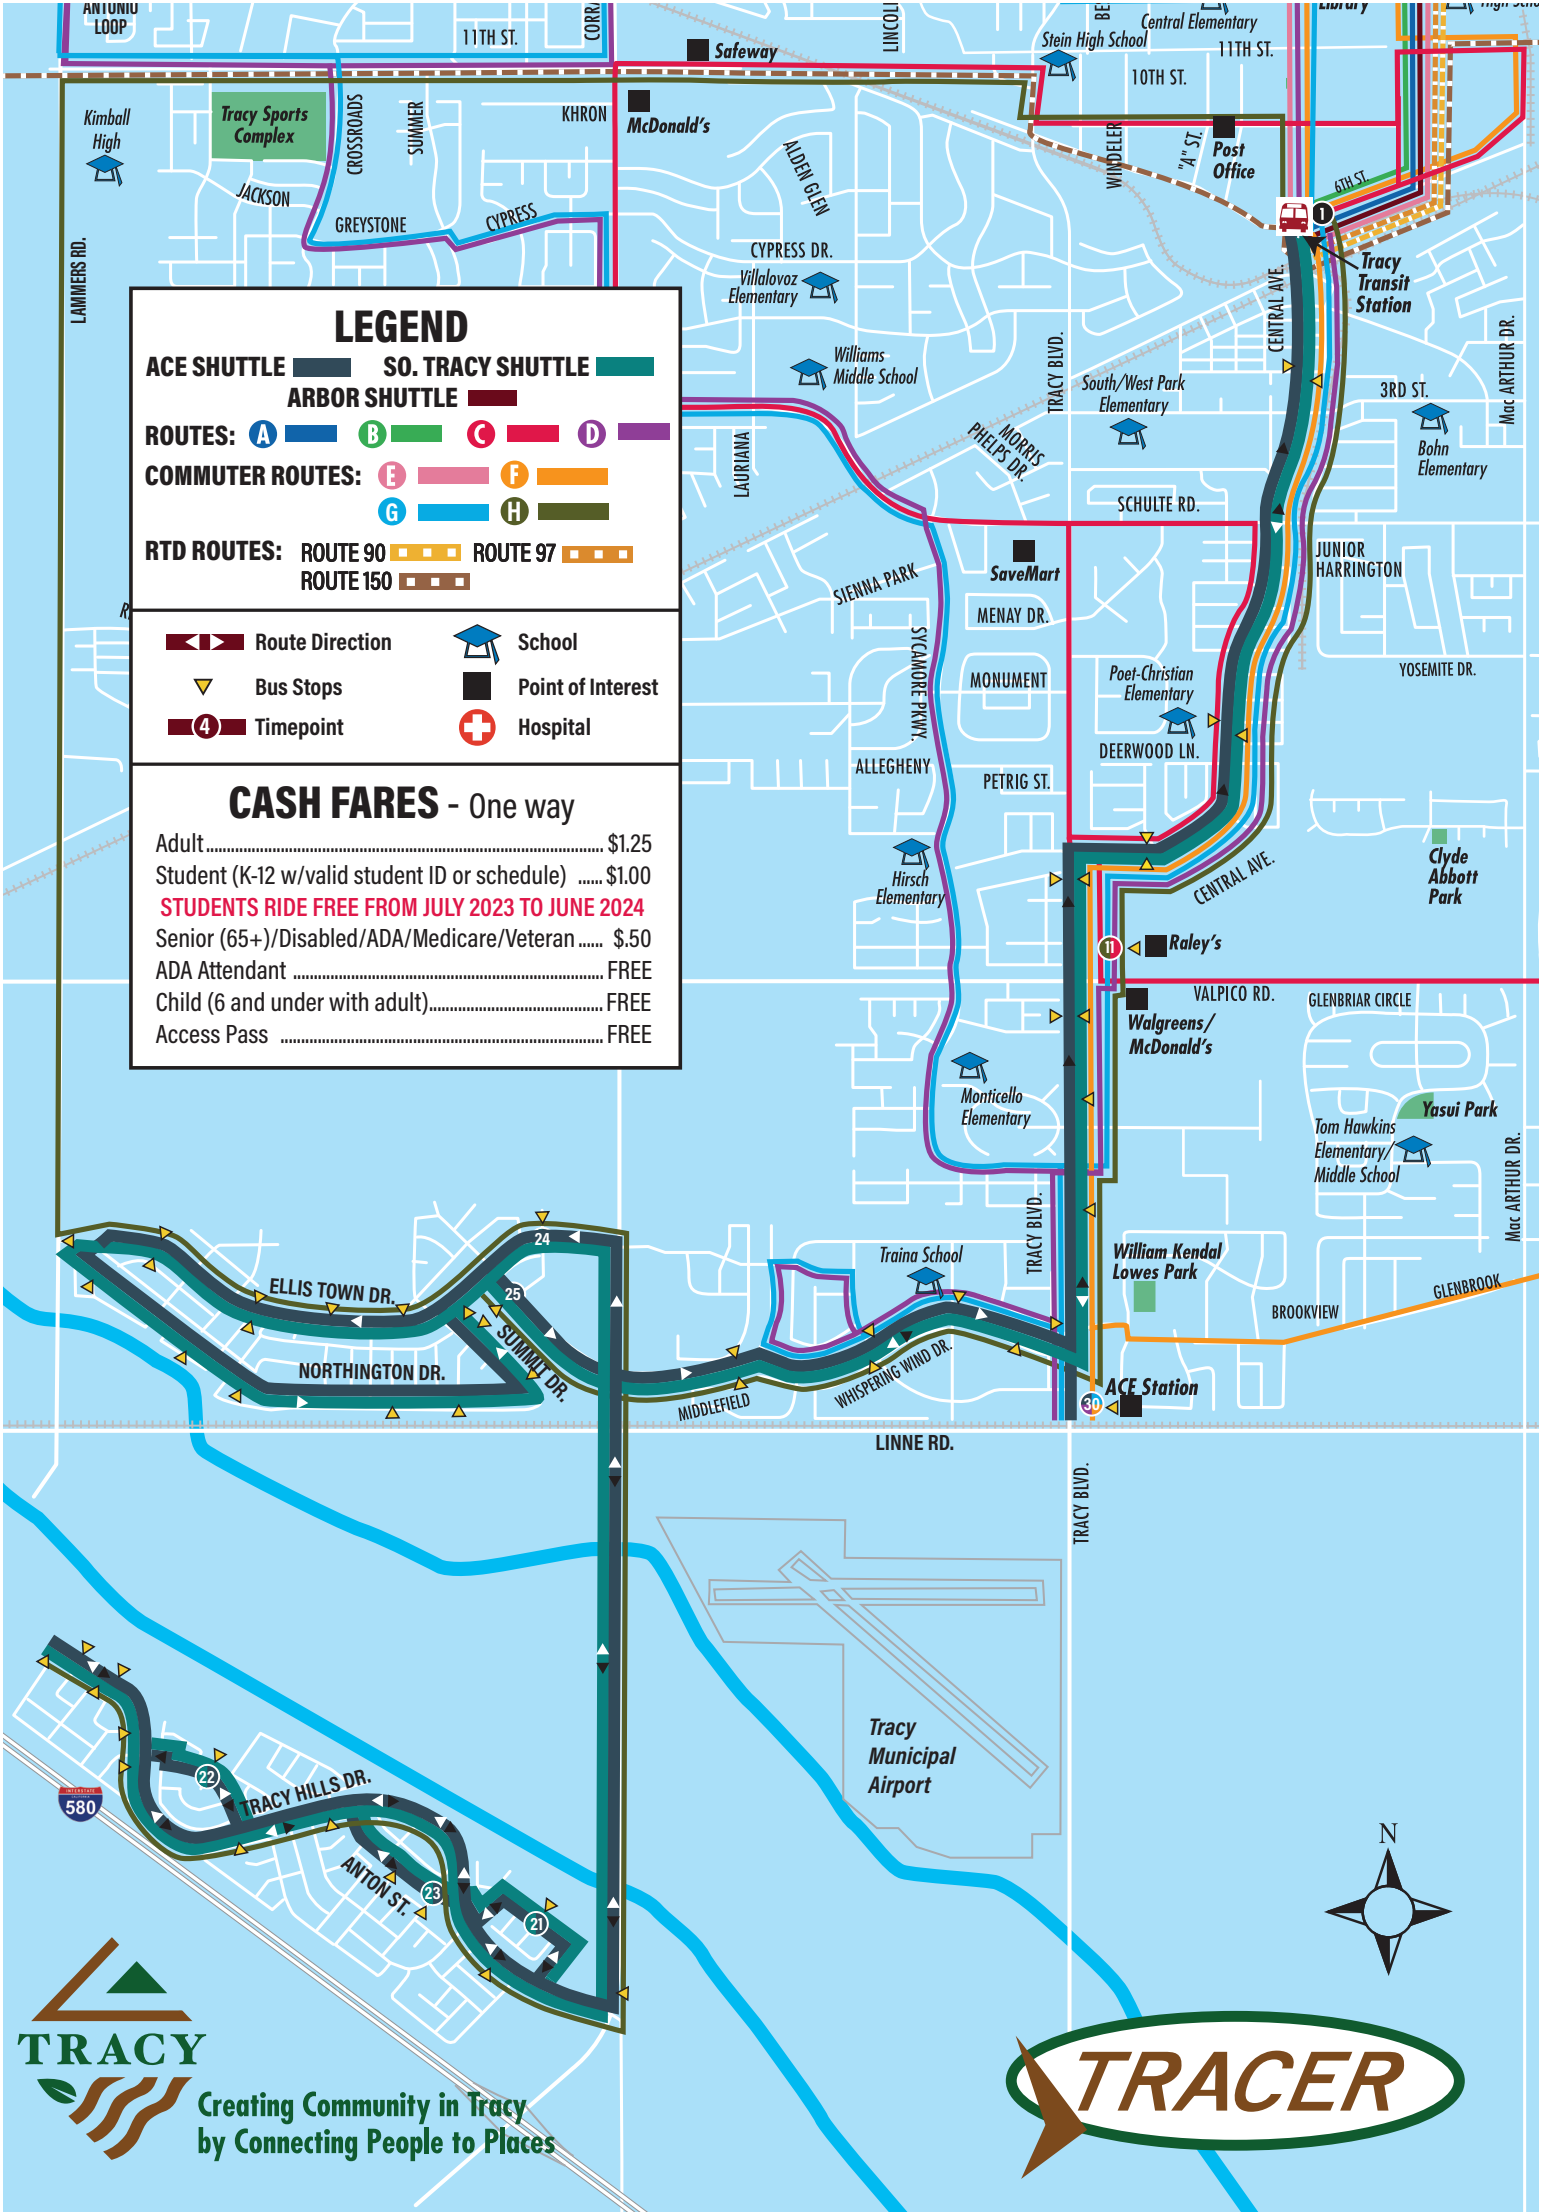 ANTONIO
LOOP
11TH ST.
CORRA
Safeway
LINCOL
BE
Central Elementary
Library
High Scho
Stein High School
11TH ST.
10TH ST.
Kimball
High
Tracy Sports
Complex
CROSSROADS
SUMMER
KHRON
McDonald's
ALDEN GLEN
WINDELER
"A" ST.
Post
Office
6TH ST.
1
JACKSON
GREYSTONE
CYPRESS
CYPRESS DR.
Villalovoz
Elementary
LAMMERS RD.
Tracy
Transit
Station
CENTRAL AVE.
Mac ARTHUR DR.
LEGEND
ACE SHUTTLE
SO. TRACY SHUTTLE
ARBOR SHUTTLE
ROUTES: A B C D
COMMUTER ROUTES: E F
G H
RTD ROUTES: ROUTE 90 ROUTE 97
ROUTE 150
Route Direction
School
Bus Stops
Point of Interest
4 Timepoint
Hospital
CASH FARES - One way
Adult........ $1.25
Student (K-12 w/valid student ID or schedule) ...... $1.00
STUDENTS RIDE FREE FROM JULY 2023 TO JUNE 2024
Senior (65+)/Disabled/ADA/Medicare/Veteran ...... $.50
ADA Attendant ........ FREE
Child (6 and under with adult)........ FREE
Access Pass ........ FREE
Williams
Middle School
TRACY BLVD.
South/West Park
Elementary
3RD ST.
Bohn
Elementary
LAURIANA
MORRIS
PHELPS DR.
SCHULTE RD.
SaveMart
JUNIOR
HARRINGTON
SIENNA PARK
MENAY DR.
SYCAMORE PKWY.
MONUMENT
Poet-Christian
Elementary
YOSEMITE DR.
DEERWOOD LN.
ALLEGHENY
PETRIG ST.
Hirsch
Elementary
CENTRAL AVE.
Clyde
Abbott
Park
11
Raley's
VALPICO RD.
GLENBRIAR CIRCLE
Walgreens/
McDonald's
Monticello
Elementary
Yasui Park
Tom Hawkins
Elementary/
Middle School
Mac ARTHUR DR.
TRACY BLVD.
Traina School
William Kendal
Lowes Park
GLENBROOK
BROOKVIEW
24
25
ELLIS TOWN DR.
SUMMIT DR.
NORTHINGTON DR.
MIDDLEFIELD
WHISPERING WIND DR.
ACE Station
30
LINNE RD.
TRACY BLVD.
Tracy
Municipal
Airport
22
TRACY HILLS DR.
INTERSTATE
CALIFORNIA
580
ANTON ST.
23
21
N
TRACY
Creating Community in Tracy
by Connecting People to Places
TRACER